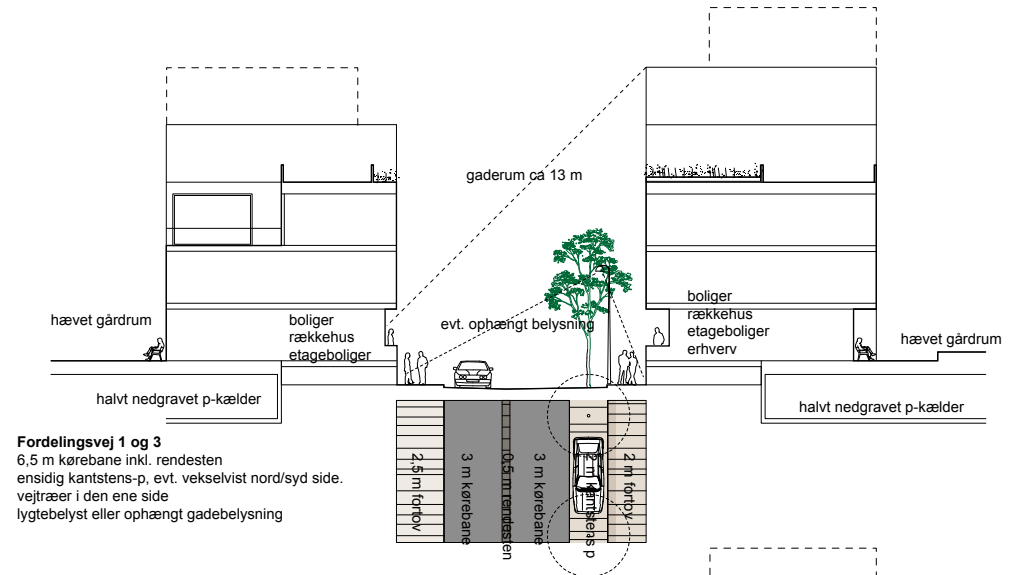 gaderum ca 13 m
hævet gårdrum
boliger
rækkehus
etageboliger
evt. ophængt belysning
boliger
rækkehus
etageboliger
erhverv
hævet gårdrum
halvt nedgravet p-kælder
halvt nedgravet p-kælder
Fordelingsvej 1 og 3
6,5 m kørebane inkl. rendesten
ensidig kantstens-p, evt. vekselvist nord/syd side.
vejtræer i den ene side
lygtebelyst eller ophængt gadebelysning
2,5 m fortov
3 m kørebane
0,5 m rendesten
3 m kørebane
2 m kantstens p
2 m fortov